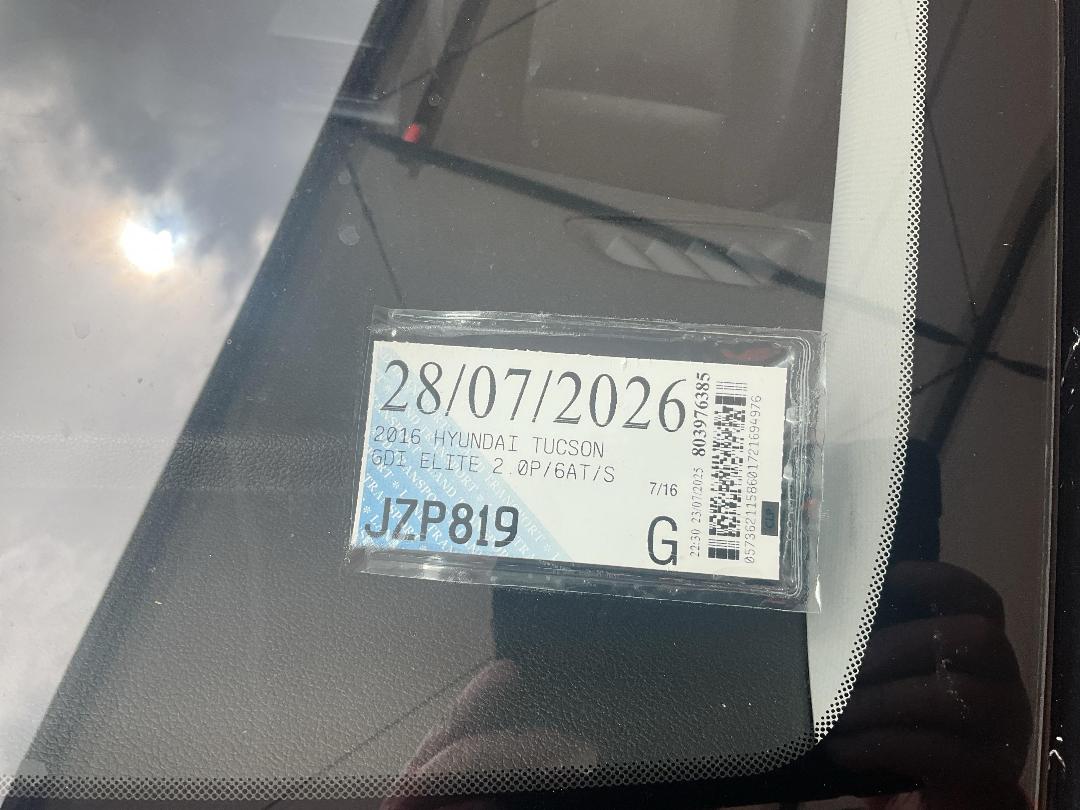 28/07/2026
2016 HYUNDAI TUCSON
GDI ELITE 2.0P/6AT/S
7/16
JZP819
G
22:30 23/07/2025 803976385
05736211586017216949 76